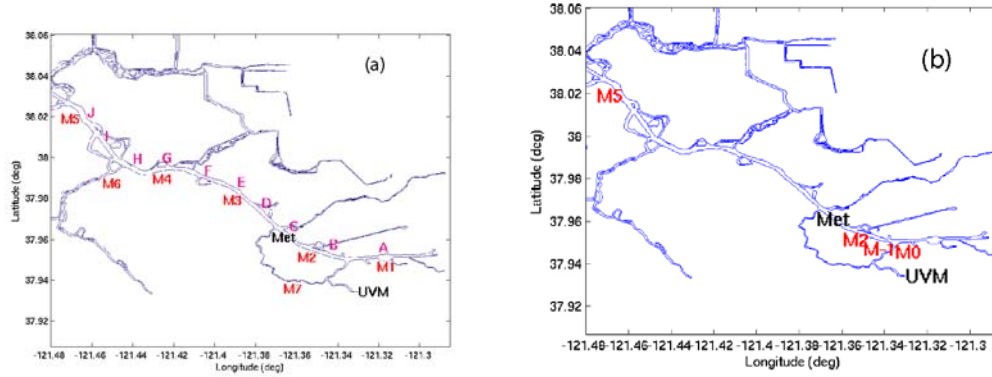 (a)
38.06
38.04
38.02
38
37.98
37.96
37.94
37.92
Latitude (deg)
J
M5
I
H
G
M6
M4
F
E
M3
D
C
Met
B
A
M2
M1
M7
UVM
-121.48 -121.46 -121.44 -121.42 -121.4 -121.38 -121.36 -121.34 -121.32 -121.3
Longitude (deg)
(b)
38.06
38.04
38.02
38
37.98
37.96
37.94
37.92
Latitude (deg)
M5
Met
M2
M-1
M0
UVM
-121.48 -121.46 -121.44 -121.42 -121.4 -121.38 -121.36 -121.34 -121.32 -121.3
Longitude (deg)